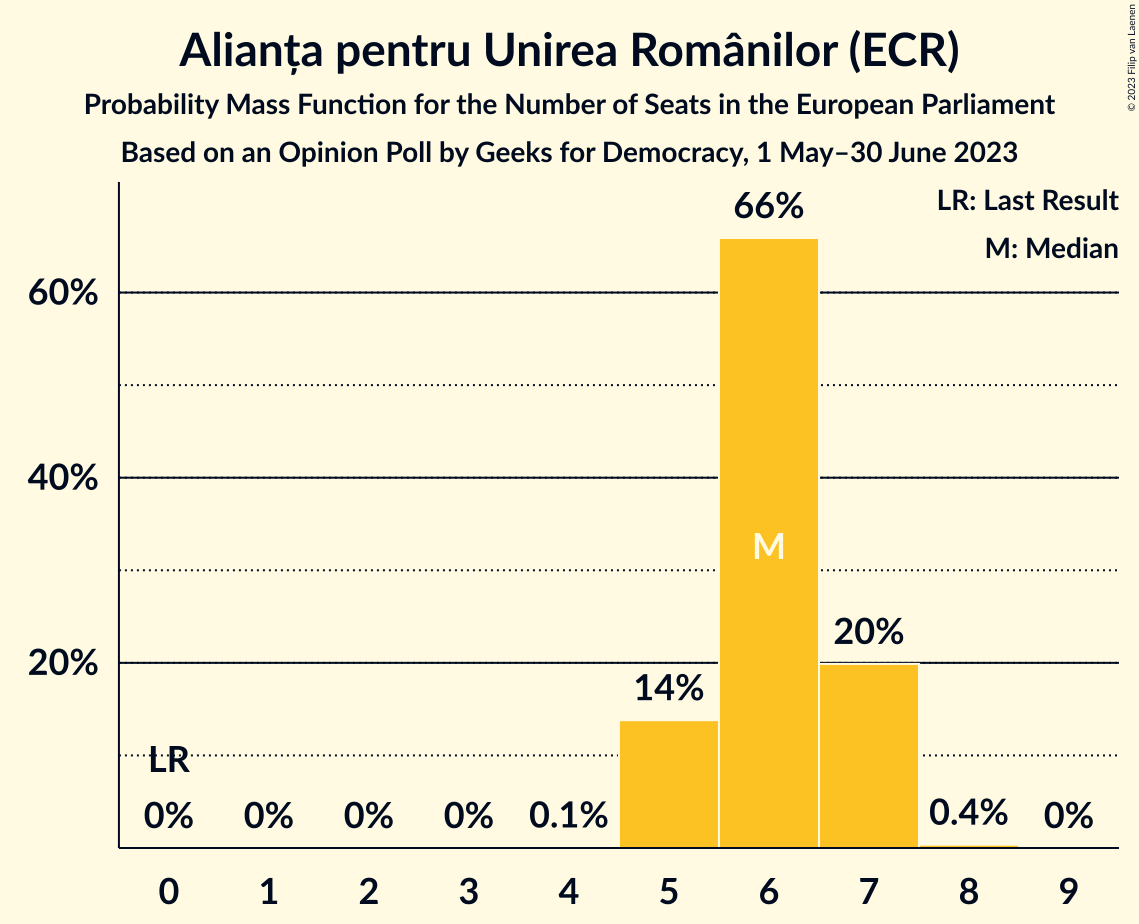 Alianța pentru Unirea Românilor (ECR)
Probability Mass Function for the Number of Seats in the European Parliament
Based on an Opinion Poll by Geeks for Democracy, 1 May–30 June 2023
© 2023 Filip van Laenen
LR: Last Result
M: Median
60%
40%
20%
LR
0%
0%
0%
0%
0.1%
14%
66%
M
20%
0.4%
0%
0 1 2 3 4 5 6 7 8 9